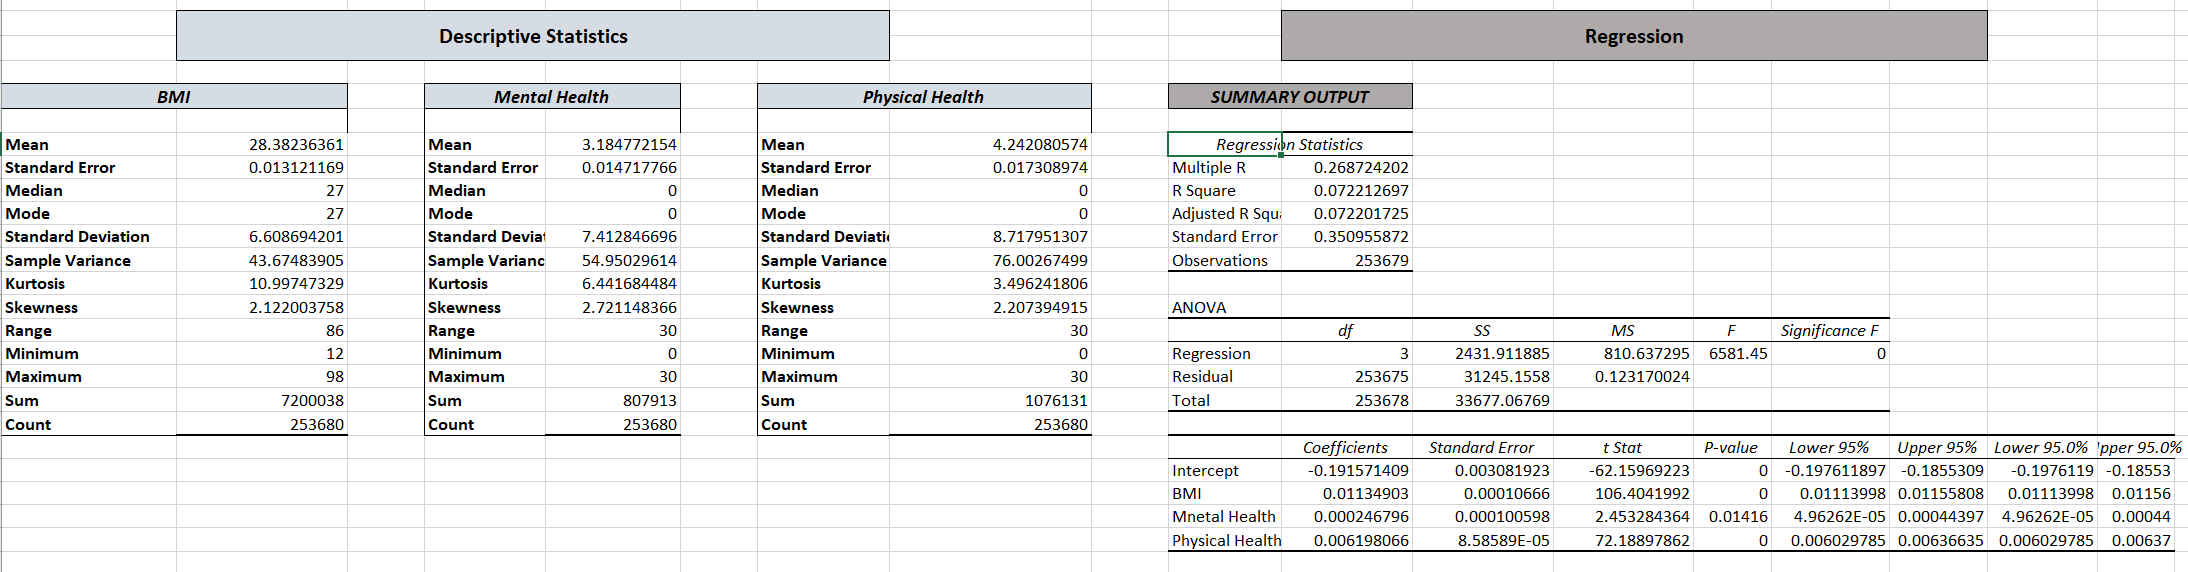 Descriptive Statistics
Regression
BMI
Mental Health
Physical Health
SUMMARY OUTPUT
Mean 28.38236361 Mean 3.184772154 Mean 4.242080574 Regression Statistics
Standard Error 0.013121169 Standard Error 0.014717766 Standard Error 0.017308974 Multiple R 0.268724202
Median 27 Median 0 Median 0 R Square 0.072212697
Mode 27 Mode 0 Mode 0 Adjusted R Squ 0.072201725
Standard Deviation 6.608694201 Standard Deviat 7.412846696 Standard Deviati 8.717951307 Standard Error 0.350955872
Sample Variance 43.67483905 Sample Varianc 54.95029614 Sample Variance 76.00267499 Observations 253679
Kurtosis 10.99747329 Kurtosis 6.441684484 Kurtosis 3.496241806
Skewness 2.122003758 Skewness 2.721148366 Skewness 2.207394915 ANOVA
Range 86 Range 30 Range 30 df SS MS F Significance F
Minimum 12 Minimum 0 Minimum 0 Regression 3 2431.911885 810.637295 6581.45 0
Maximum 98 Maximum 30 Maximum 30 Residual 253675 31245.1558 0.123170024
Sum 7200038 Sum 807913 Sum 1076131 Total 253678 33677.06769
Count 253680 Count 253680 Count 253680
Coefficients Standard Error t Stat P-value Lower 95% Upper 95% Lower 95.0% pper 95.0%
Intercept -0.191571409 0.003081923 -62.15969223 0 -0.197611897 -0.1855309 -0.1976119 -0.18553
BMI 0.01134903 0.00010666 106.4041992 0 0.01113998 0.01155808 0.01113998 0.01156
Mnetal Health 0.000246796 0.000100598 2.453284364 0.01416 4.96262E-05 0.00044397 4.96262E-05 0.00044
Physical Health 0.006198066 8.58589E-05 72.18897862 0 0.006029785 0.00636635 0.006029785 0.00637